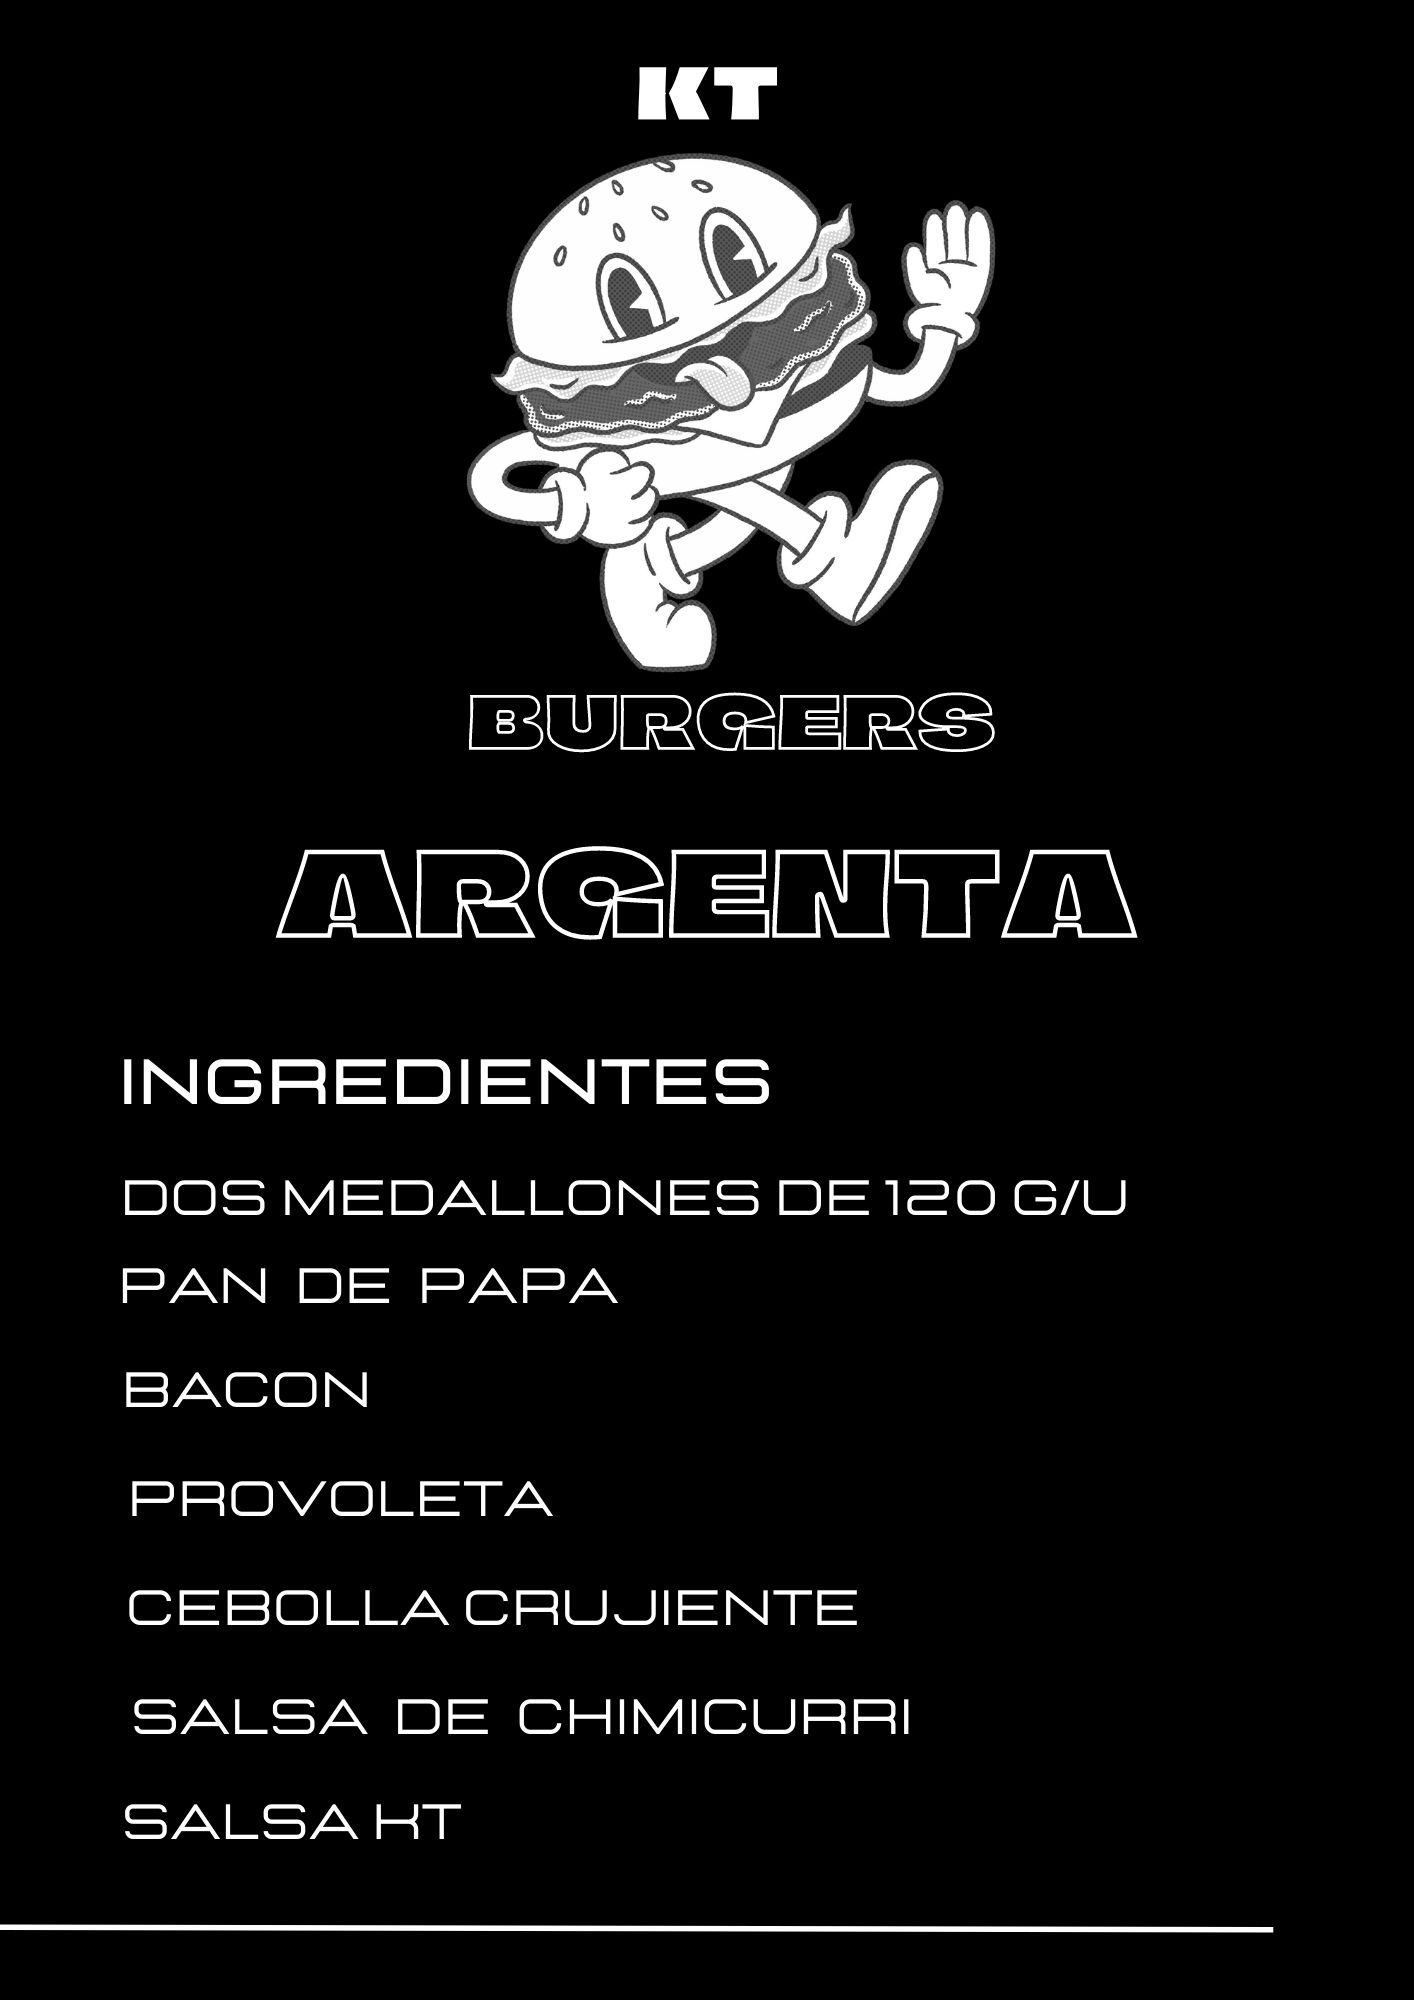 KT
BURGERS
ARGENTA
INGREDIENTES
DOS MEDALLONES DE 120 G/U
PAN DE PAPA
BACON
PROVOLETA
CEBOLLA CRUJIENTE
SALSA DE CHIMICURRI
SALSA KT